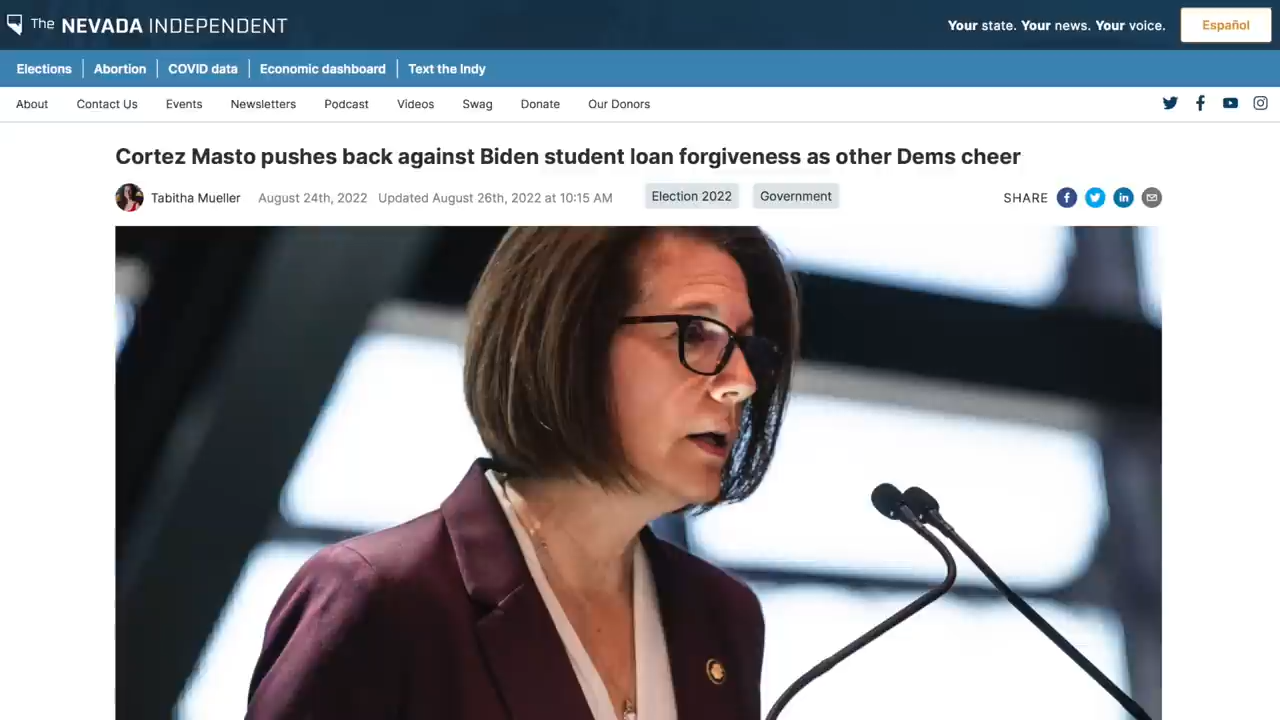 The NEVADA INDEPENDENT
Your state. Your news. Your voice.
Español
Elections
Abortion
COVID data
Economic dashboard
Text the Indy
About
Contact Us
Events
Newsletters
Podcast
Videos
Swag
Donate
Our Donors
Cortez Masto pushes back against Biden student loan forgiveness as other Dems cheer
Tabitha Mueller
August 24th, 2022
Updated August 26th, 2022 at 10:15 AM
Election 2022
Government
SHARE